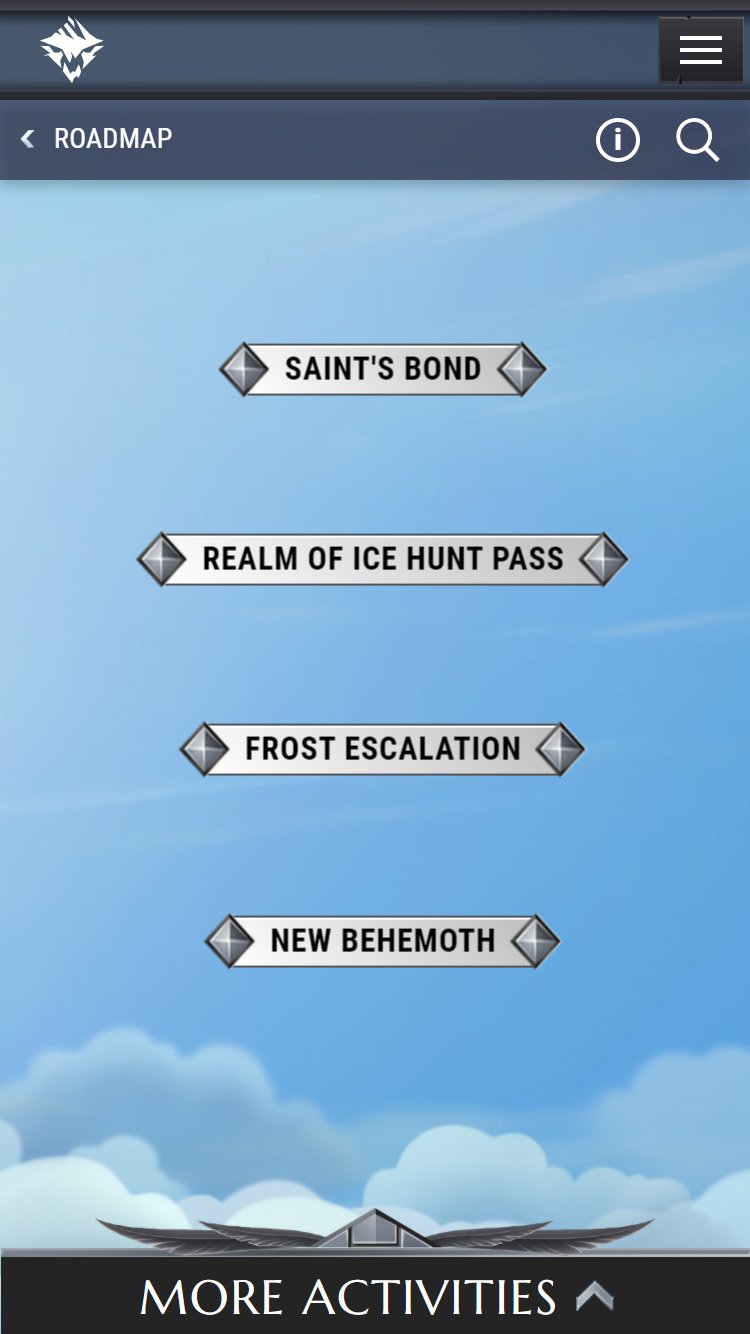 ROADMAP
SAINT'S BOND
REALM OF ICE HUNT PASS
FROST ESCALATION
NEW BEHEMOTH
MORE ACTIVITIES